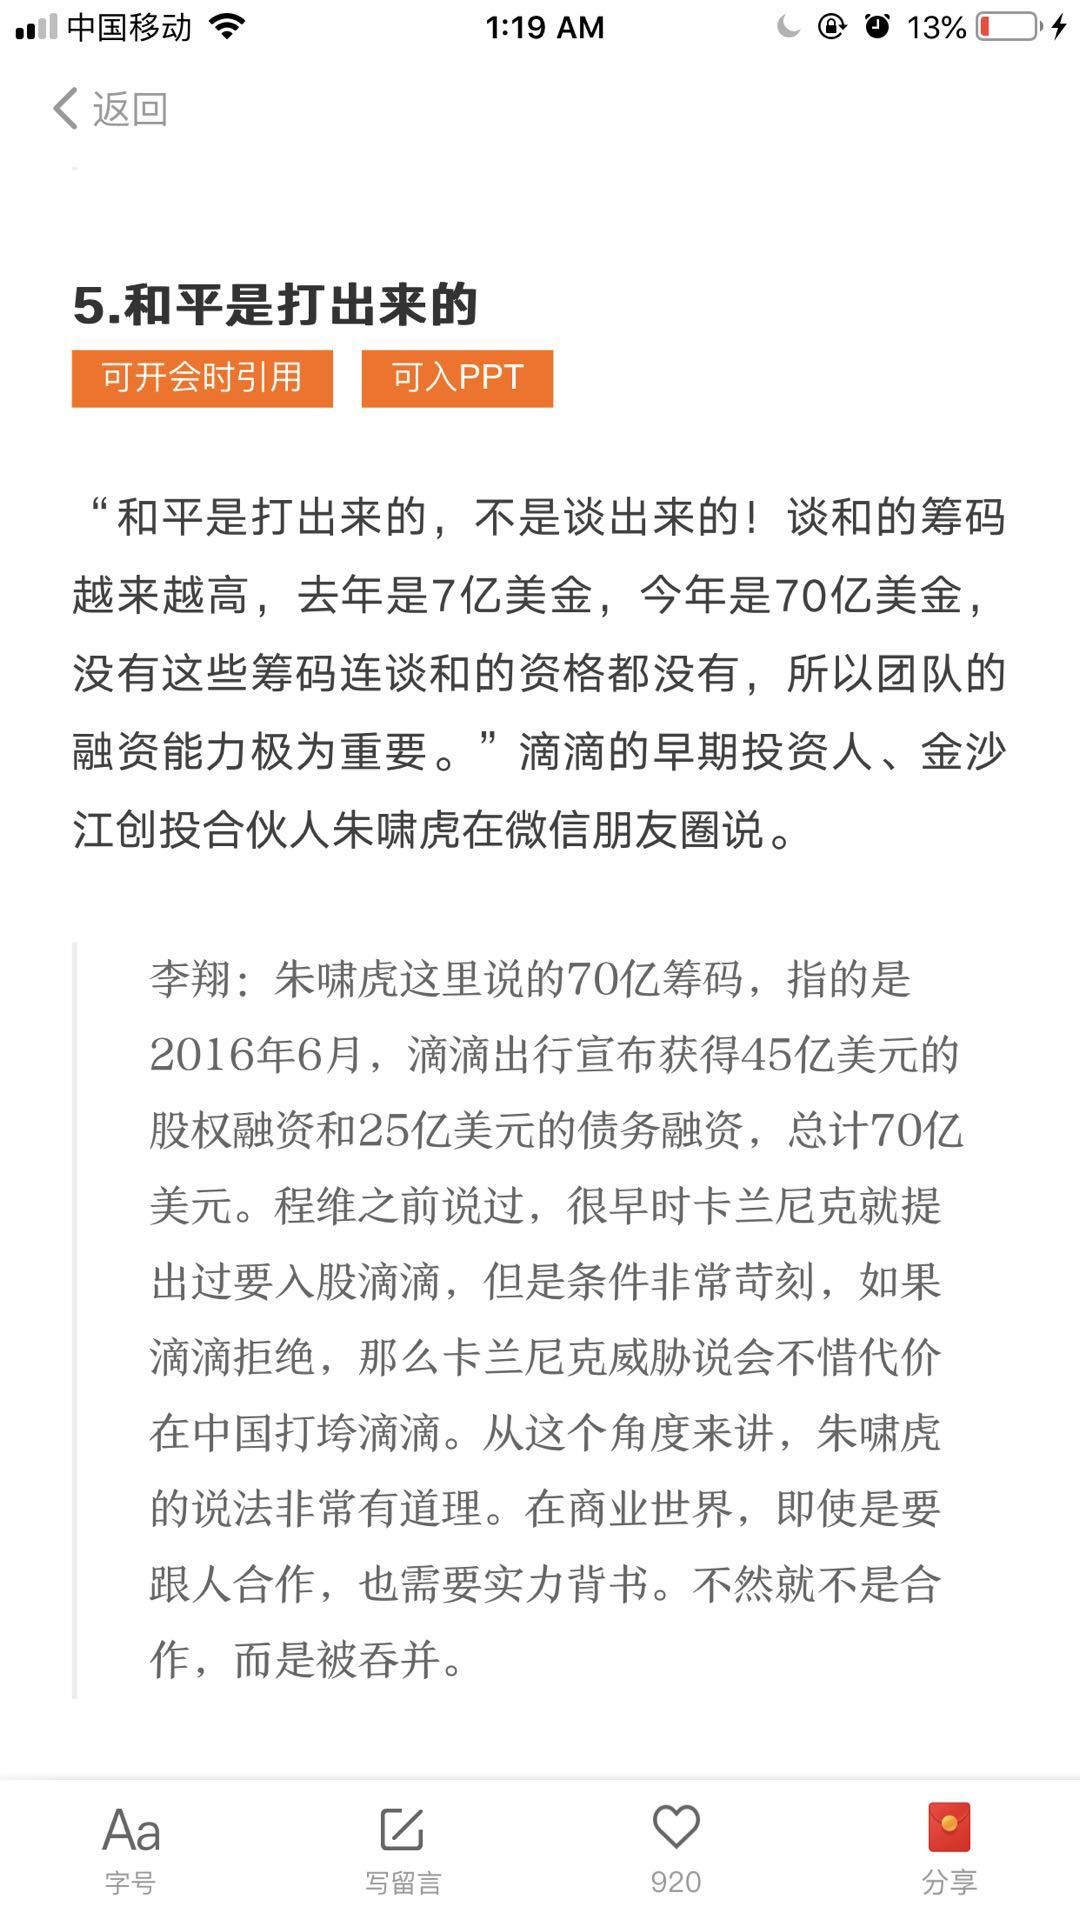 中国移动 1:19 AM 13%
返回
5.和平是打出来的
可开会时引用 可入PPT
“和平是打出来的，不是谈出来的！谈和的筹码
越来越高，去年是7亿美金，今年是70亿美金，
没有这些筹码连谈和的资格都没有，所以团队的
融资能力极为重要。”滴滴的早期投资人、金沙
江创投合伙人朱啸虎在微信朋友圈说。
李翔：朱啸虎这里说的70亿筹码，指的是
2016年6月，滴滴出行宣布获得45亿美元的
股权融资和25亿美元的债务融资，总计70亿
美元。程维之前说过，很早时卡兰尼克就提
出过要入股滴滴，但是条件非常苛刻，如果
滴滴拒绝，那么卡兰尼克威胁说会不惜代价
在中国打垮滴滴。从这个角度来讲，朱啸虎
的说法非常有道理。在商业世界，即使是要
跟人合作，也需要实力背书。不然就不是合
作，而是被吞并。
Aa
字号 写留言 920 分享